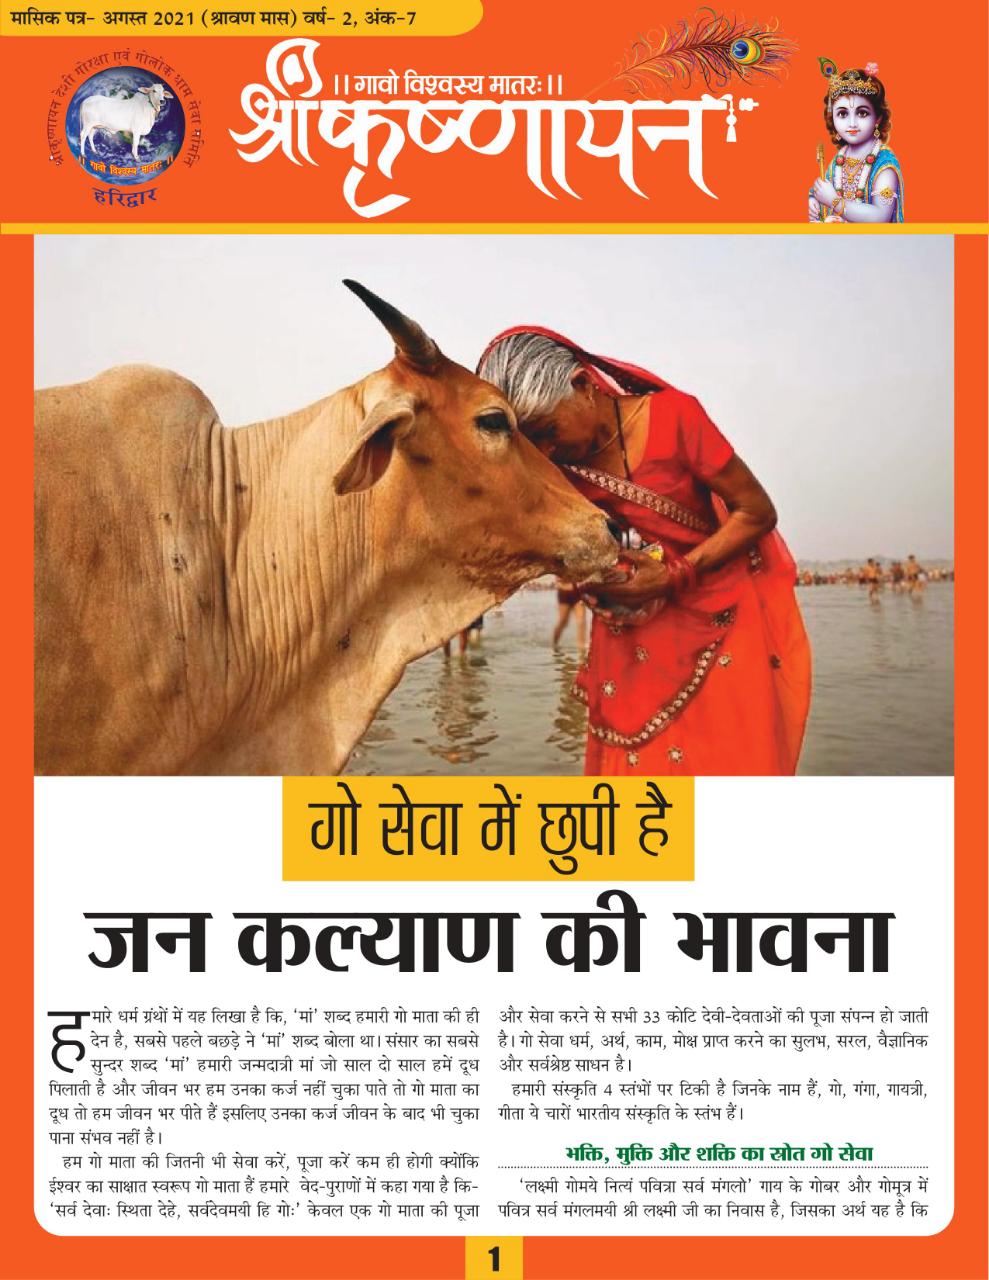 मासिक पत्र- अगस्त 2021 (श्रावण मास) वर्ष- 2, अंक-7
श्रीकृष्णायन देशी गोरक्षा एवं गोलोक धाम सेवा समिति
।। गावो विश्वस्य मातरः ।।
हरिद्वार
।। गावो विश्वस्य मातरः।।
श्रीकृष्णायन
गो सेवा में छुपी है
जन कल्याण की भावना
हमारे धर्म ग्रंथों में यह लिखा है कि, ‘मां’ शब्द हमारी गो माता की ही
देन है, सबसे पहले बछड़े ने ‘मां’ शब्द बोला था। संसार का सबसे
सुन्दर शब्द ‘मां’ हमारी जन्मदात्री मां जो साल दो साल हमें दूध
पिलाती है और जीवन भर हम उनका कर्ज नहीं चुका पाते तो गो माता का
दूध तो हम जीवन भर पीते हैं इसलिए उनका कर्ज जीवन के बाद भी चुका
पाना संभव नहीं है।
हम गो माता की जितनी भी सेवा करें, पूजा करें कम ही होगी क्योंकि
ईश्वर का साक्षात स्वरूप गो माता हैं हमारे वेद-पुराणों में कहा गया है कि-
‘सर्व देवाः स्थिता देहे, सर्वदेवमयी हि गोः’ केवल एक गो माता की पूजा
और सेवा करने से सभी 33 कोटि देवी-देवताओं की पूजा संपन्न हो जाती
है। गो सेवा धर्म, अर्थ, काम, मोक्ष प्राप्त करने का सुलभ, सरल, वैज्ञानिक
और सर्वश्रेष्ठ साधन है।
हमारी संस्कृति 4 स्तंभों पर टिकी है जिनके नाम हैं, गो, गंगा, गायत्री,
गीता ये चारों भारतीय संस्कृति के स्तंभ हैं।
भक्ति, मुक्ति और शक्ति का स्रोत गो सेवा
‘लक्ष्मी गोमये नित्यं पवित्रा सर्व मंगलो’ गाय के गोबर और गोमूत्र में
पवित्र सर्व मंगलमयी श्री लक्ष्मी जी का निवास है, जिसका अर्थ यह है कि
1